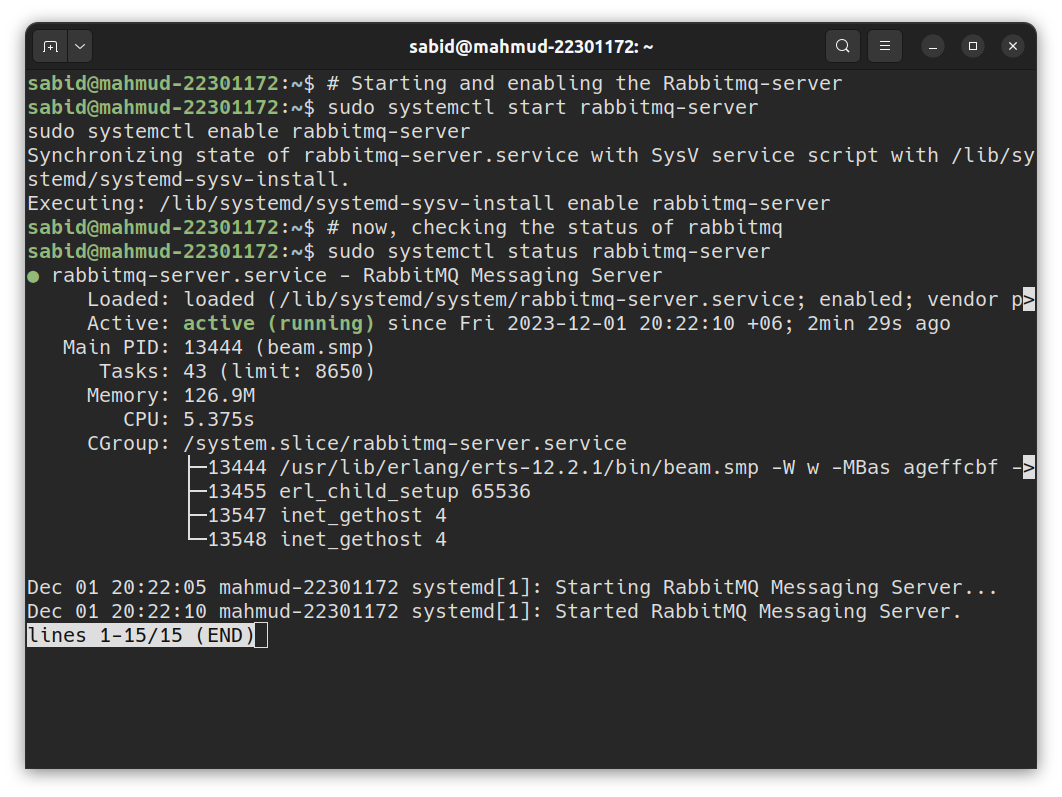 sabid@mahmud-22301172: ~
sabid@mahmud-22301172:~$ # Starting and enabling the Rabbitmq-server
sabid@mahmud-22301172:~$ sudo systemctl start rabbitmq-server
sudo systemctl enable rabbitmq-server
Synchronizing state of rabbitmq-server.service with SysV service script with /lib/sy
stemd/systemd-sysv-install.
Executing: /lib/systemd/systemd-sysv-install enable rabbitmq-server
sabid@mahmud-22301172:~$ # now, checking the status of rabbitmq
sabid@mahmud-22301172:~$ sudo systemctl status rabbitmq-server
● rabbitmq-server.service - RabbitMQ Messaging Server
     Loaded: loaded (/lib/systemd/system/rabbitmq-server.service; enabled; vendor p>
     Active: active (running) since Fri 2023-12-01 20:22:10 +06; 2min 29s ago
   Main PID: 13444 (beam.smp)
      Tasks: 43 (limit: 8650)
     Memory: 126.9M
        CPU: 5.375s
     CGroup: /system.slice/rabbitmq-server.service
             ├─13444 /usr/lib/erlang/erts-12.2.1/bin/beam.smp -W w -MBas ageffcbf ->
             ├─13455 erl_child_setup 65536
             ├─13547 inet_gethost 4
             └─13548 inet_gethost 4

Dec 01 20:22:05 mahmud-22301172 systemd[1]: Starting RabbitMQ Messaging Server...
Dec 01 20:22:10 mahmud-22301172 systemd[1]: Started RabbitMQ Messaging Server.
lines 1-15/15 (END)